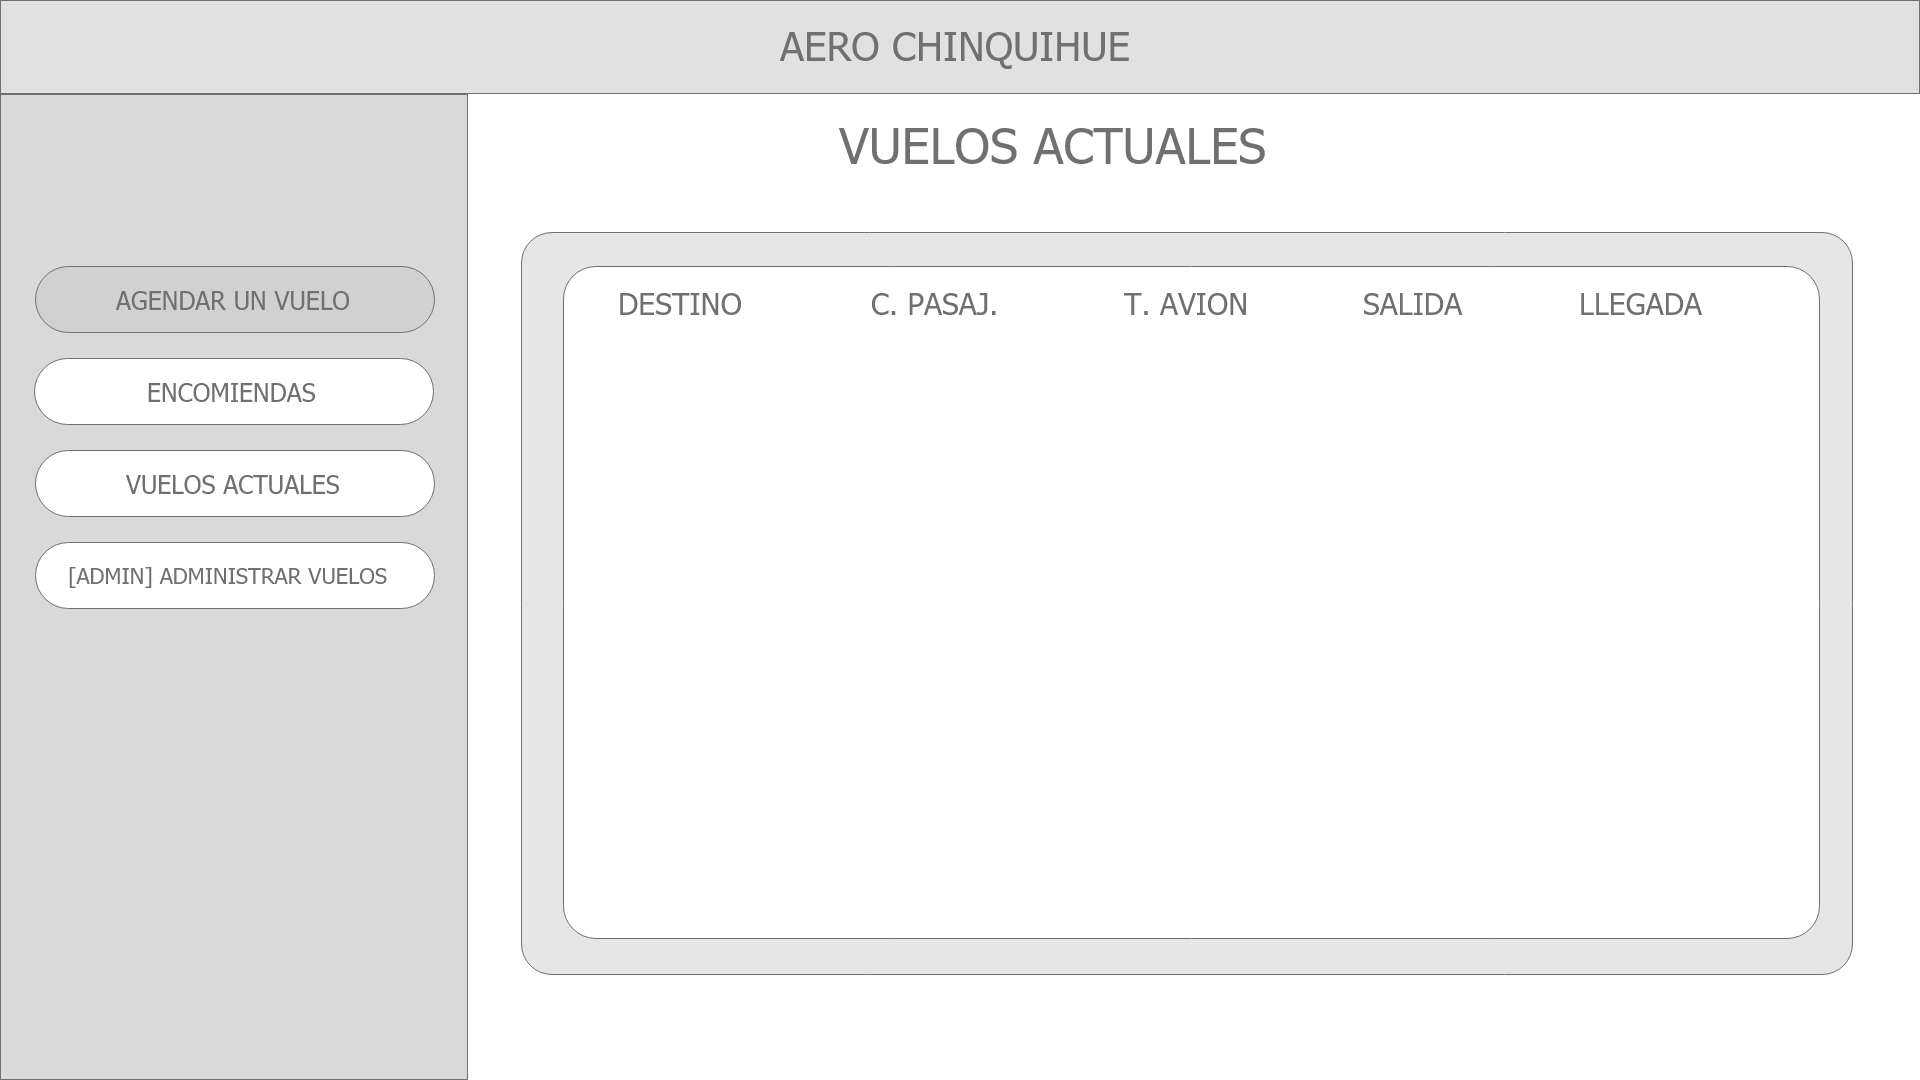 AERO CHINQUIHUE
VUELOS ACTUALES
AGENDAR UN VUELO
ENCOMIENDAS
VUELOS ACTUALES
[ADMIN] ADMINISTRAR VUELOS
DESTINO C. PASAJ. T. AVION SALIDA LLEGADA